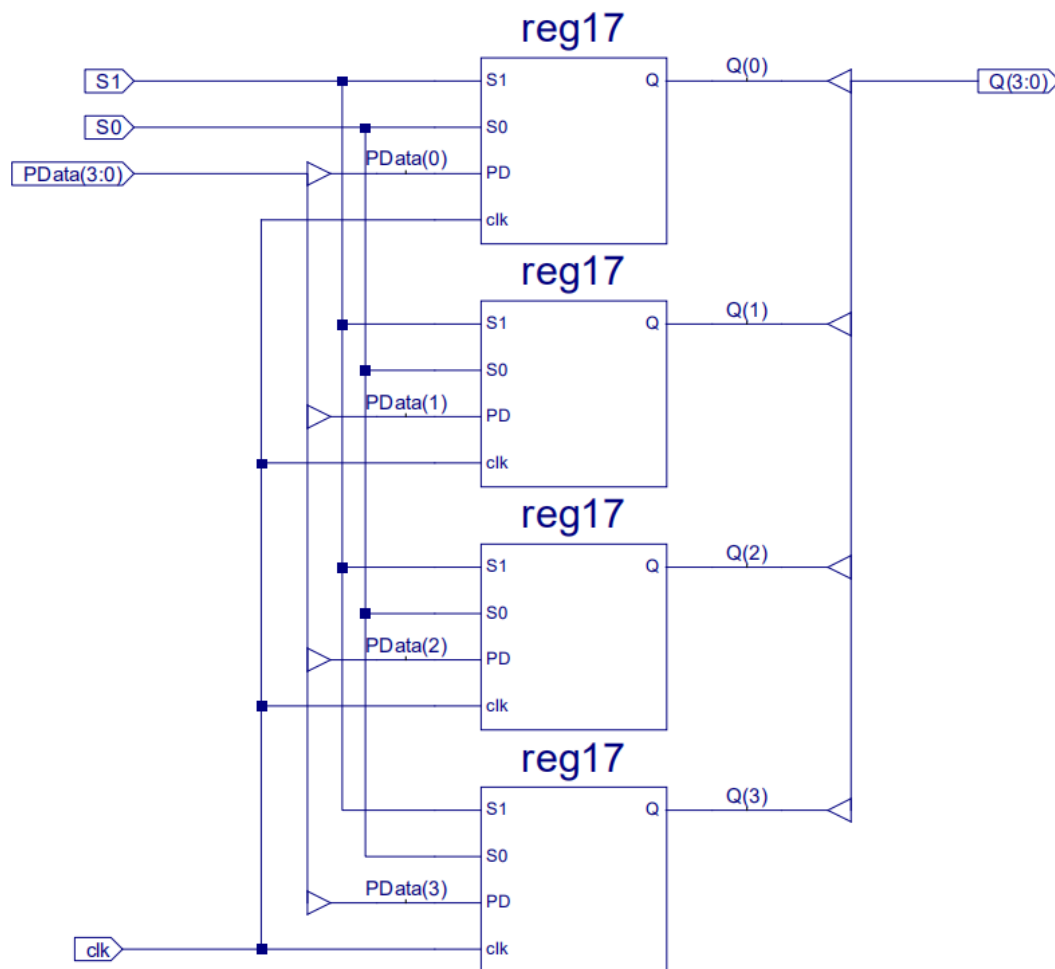 reg17
S1
S1
Q
Q(0)
Q(3:0)
S0
S0
PData(3:0)
PData(0)
PD
clk
reg17
S1
Q
Q(1)
S0
PData(1)
PD
clk
reg17
S1
Q
Q(2)
S0
PData(2)
PD
clk
reg17
S1
Q
Q(3)
S0
PData(3)
PD
clk
clk